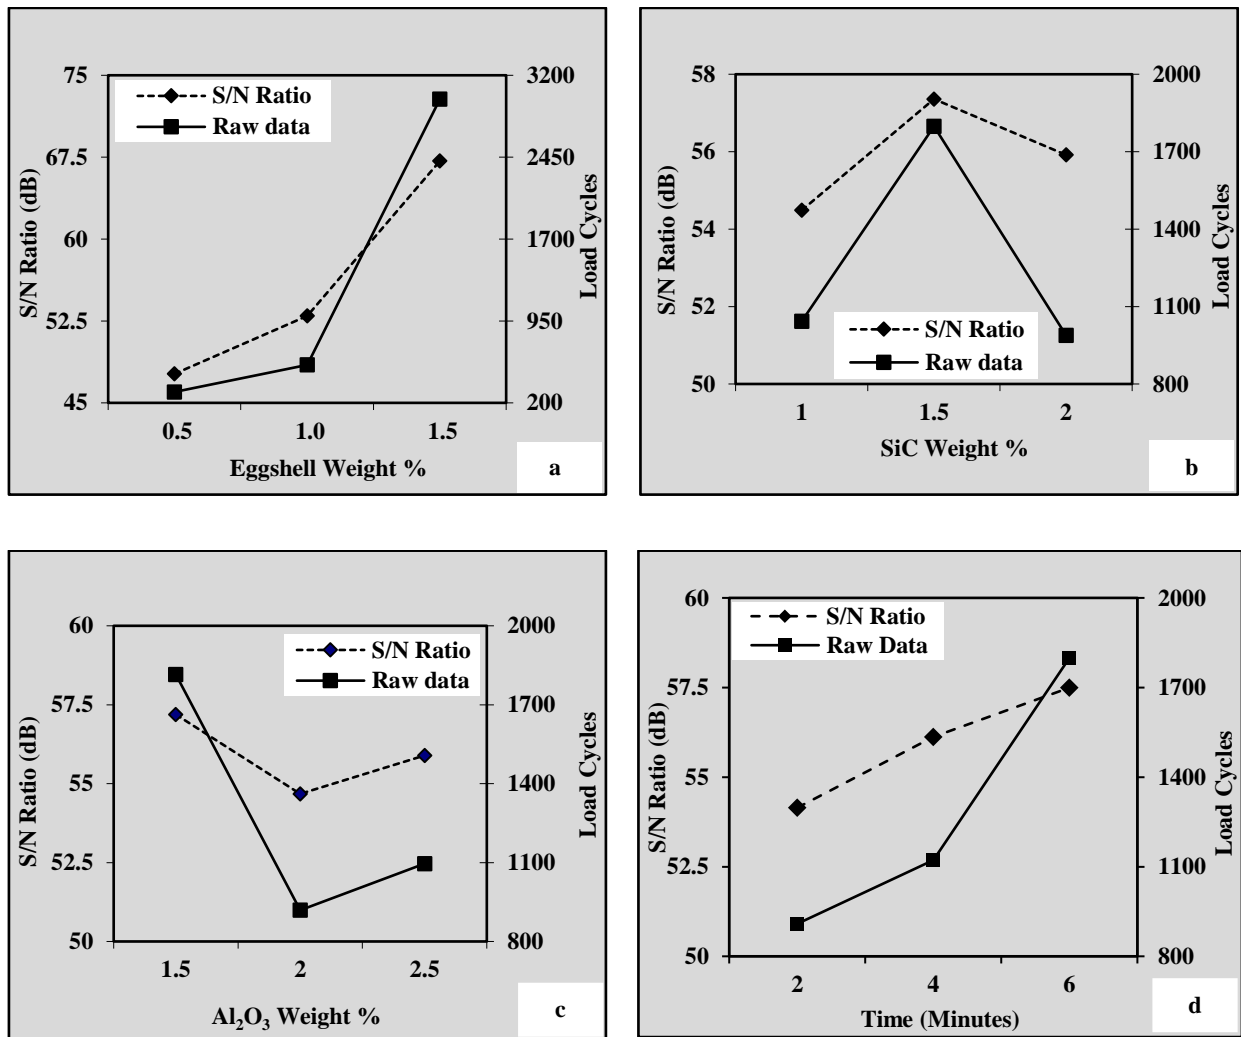 75
67.5
60
52.5
45
S/N Ratio (dB)
S/N Ratio
Raw data
3200
2450
1700
950
200
Load Cycles
0.5 1.0 1.5
Eggshell Weight %
a
58
56
54
52
50
S/N Ratio (dB)
S/N Ratio
Raw data
2000
1700
1400
1100
800
Load Cycles
1 1.5 2
SiC Weight %
b
60
57.5
55
52.5
50
S/N Ratio (dB)
S/N Ratio
Raw data
2000
1700
1400
1100
800
Load Cycles
1.5 2 2.5
Al₂O₃ Weight %
c
60
57.5
55
52.5
50
S/N Ratio (dB)
S/N Ratio
Raw Data
2000
1700
1400
1100
800
Load Cycles
2 4 6
Time (Minutes)
d